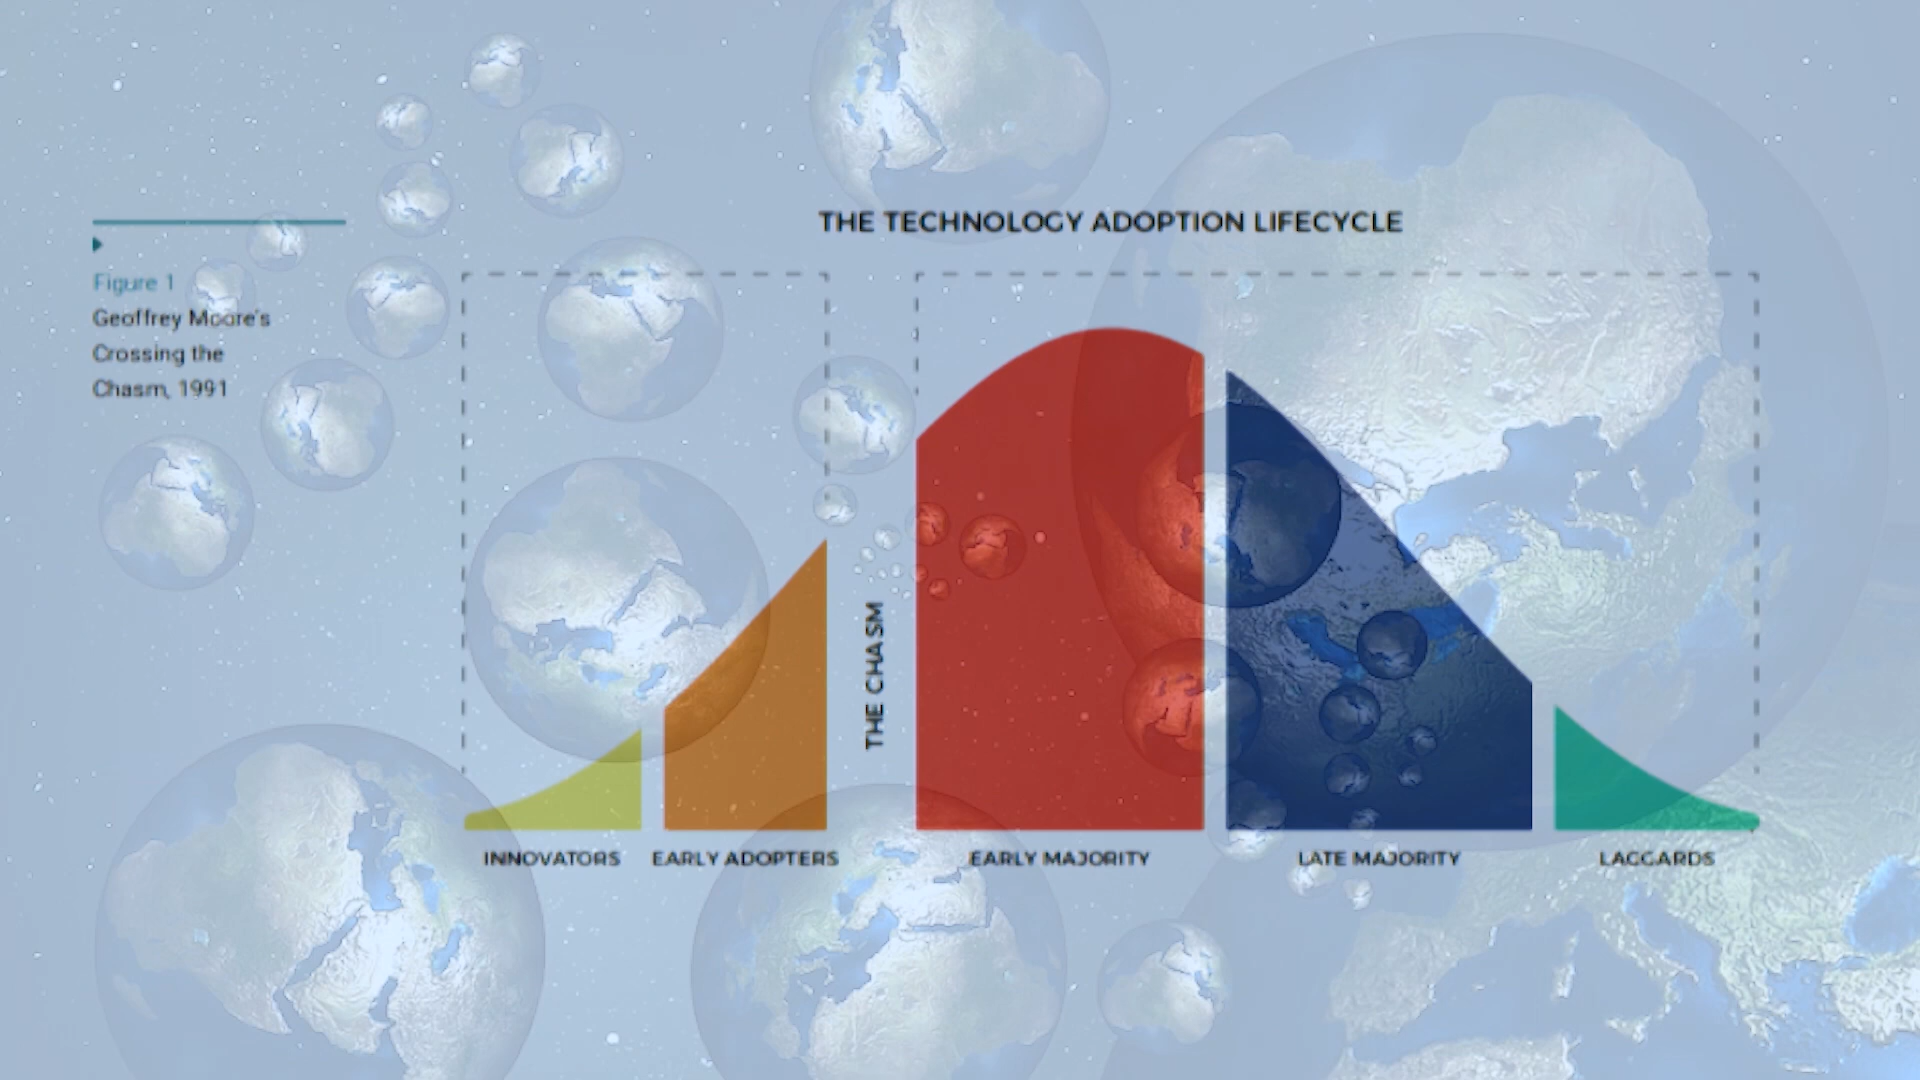 THE TECHNOLOGY ADOPTION LIFECYCLE
Figure 1
Geoffrey Moore's
Crossing the
Chasm, 1991
THE CHASM
INNOVATORS
EARLY ADOPTERS
EARLY MAJORITY
LATE MAJORITY
LAGGARDS